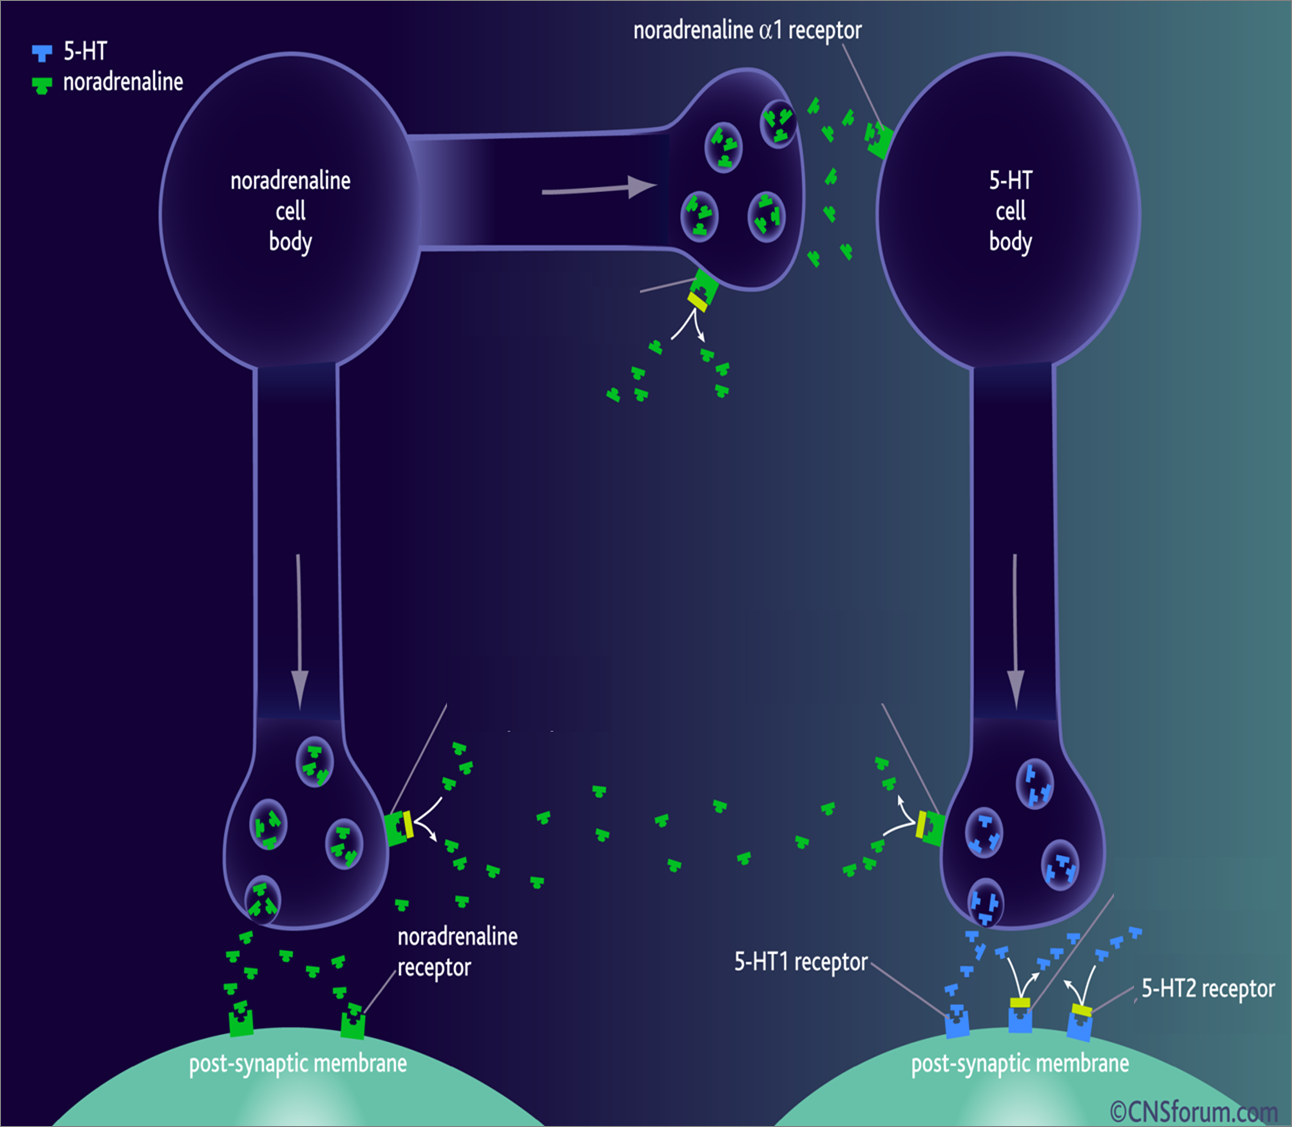 noradrenaline α1 receptor
5-HT
noradrenaline
noradrenaline
cell
body
5-HT
cell
body
noradrenaline
receptor
5-HT1 receptor
5-HT2 receptor
post-synaptic membrane
post-synaptic membrane
©CNSforum.com